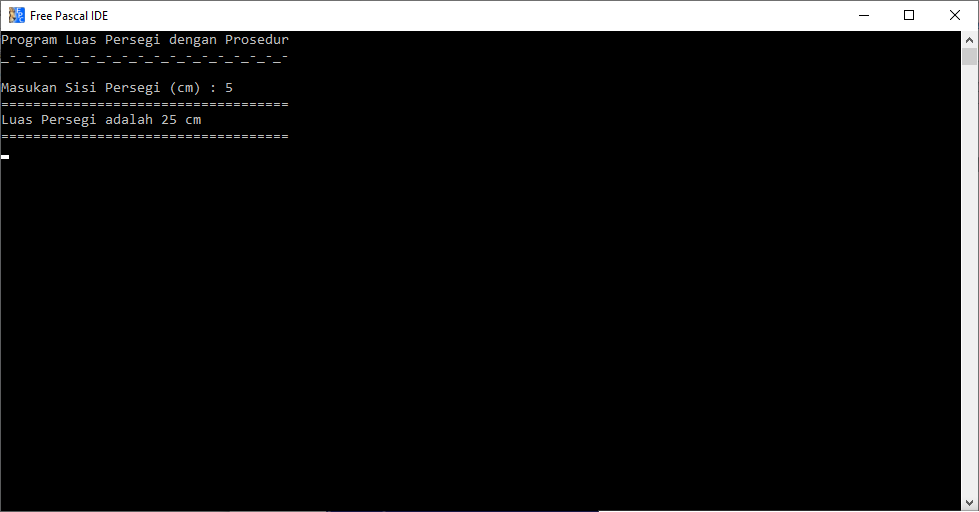 Free Pascal IDE
Program Luas Persegi dengan Prosedur
_-_-_-_-_-_-_-_-_-_-_-_-_-_-_-_-_-_-
Masukan Sisi Persegi (cm) : 5
====================================
Luas Persegi adalah 25 cm
====================================